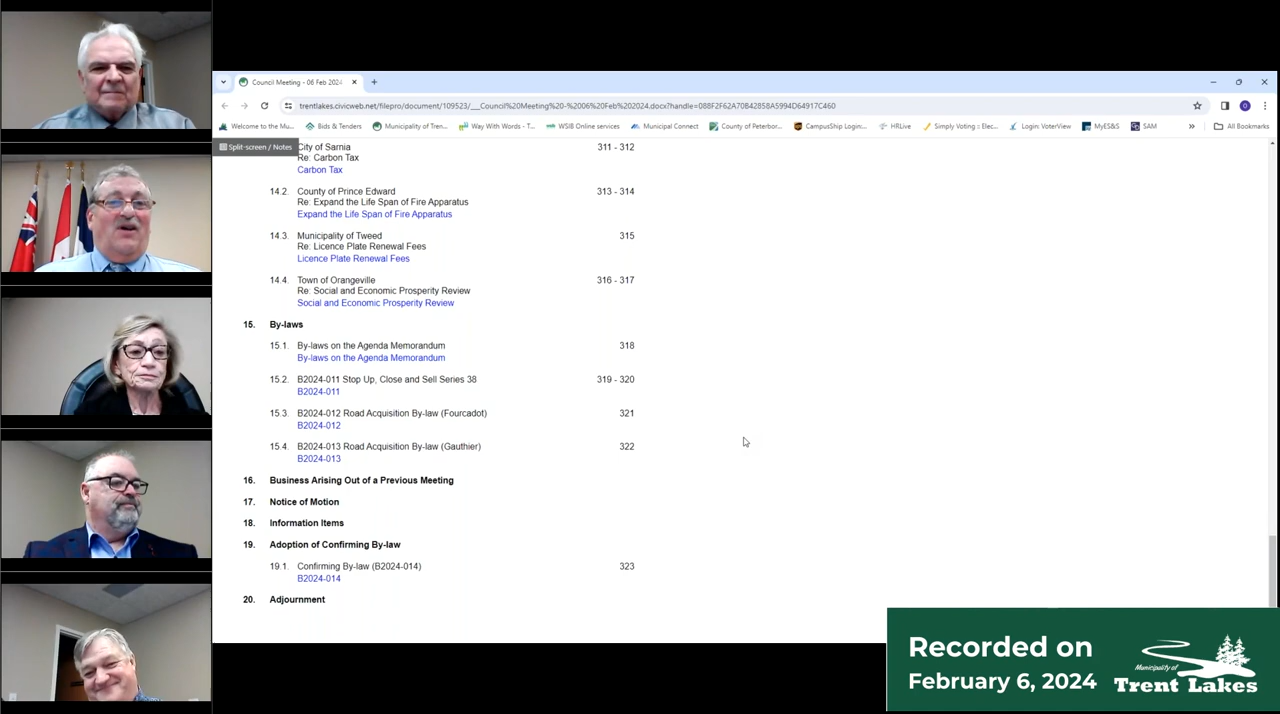 Council Meeting - 06 Feb 2024
trentlakes.civicweb.net/filepro/document/109523/__Council%20Meeting%20-%2006%20Feb%202024.docx?handle=088F2F62A70B42858A5994D64917C460
Welcome to the Mu... Bids & Tenders Municipality of Tren... Way With Words - T... WSIB Online services Municipal Connect County of Peterbor... CampusShip Login:... HRLive Simply Voting :: Elec... Login: VoterView MyES&S SAM » All Bookmarks
Split-screen / Notes
City of Sarnia 311 - 312
Re: Carbon Tax
Carbon Tax
14.2. County of Prince Edward 313 - 314
Re: Expand the Life Span of Fire Apparatus
Expand the Life Span of Fire Apparatus
14.3. Municipality of Tweed 315
Re: Licence Plate Renewal Fees
Licence Plate Renewal Fees
14.4. Town of Orangeville 316 - 317
Re: Social and Economic Prosperity Review
Social and Economic Prosperity Review
15. By-laws
15.1. By-laws on the Agenda Memorandum 318
By-laws on the Agenda Memorandum
15.2. B2024-011 Stop Up, Close and Sell Series 38 319 - 320
B2024-011
15.3. B2024-012 Road Acquisition By-law (Fourcadot) 321
B2024-012
15.4. B2024-013 Road Acquisition By-law (Gauthier) 322
B2024-013
16. Business Arising Out of a Previous Meeting
17. Notice of Motion
18. Information Items
19. Adoption of Confirming By-law
19.1. Confirming By-law (B2024-014) 323
B2024-014
20. Adjournment
Recorded on
February 6, 2024
Municipality of
Trent Lakes